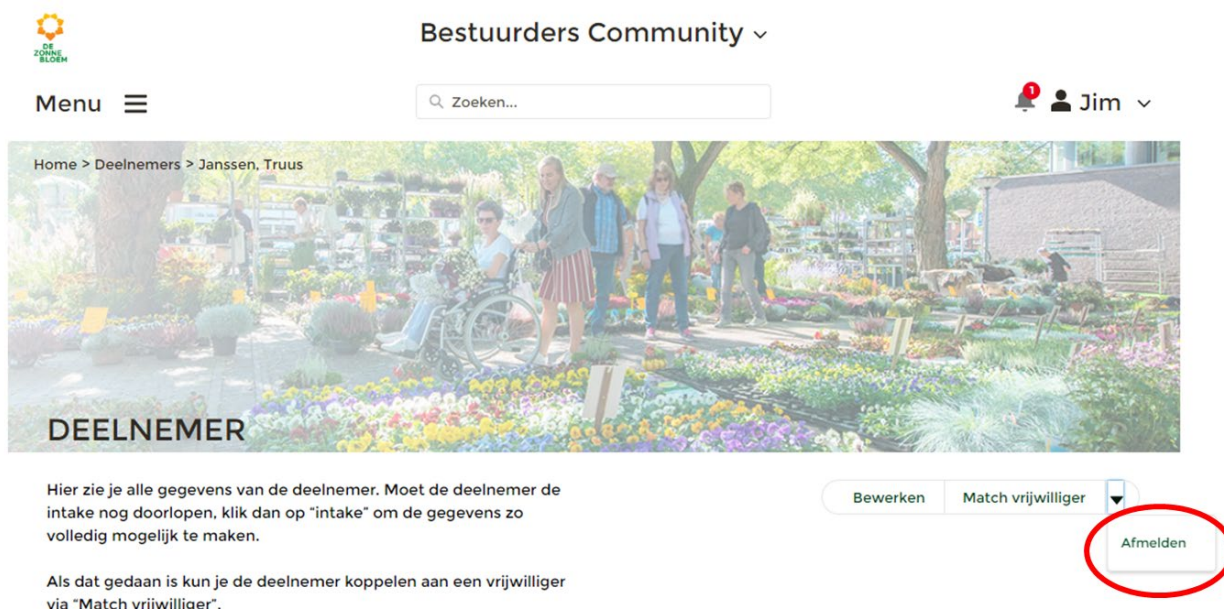 DE
ZONNE
BLOEM
Bestuurders Community
Menu
Zoeken...
1
Jim
Home > Deelnemers > Janssen, Truus
DEELNEMER
Hier zie je alle gegevens van de deelnemer. Moet de deelnemer de
intake nog doorlopen, klik dan op "intake" om de gegevens zo
volledig mogelijk te maken.
Als dat gedaan is kun je de deelnemer koppelen aan een vrijwilliger
via "Match vrijwilliger".
Bewerken
Match vrijwilliger
Afmelden